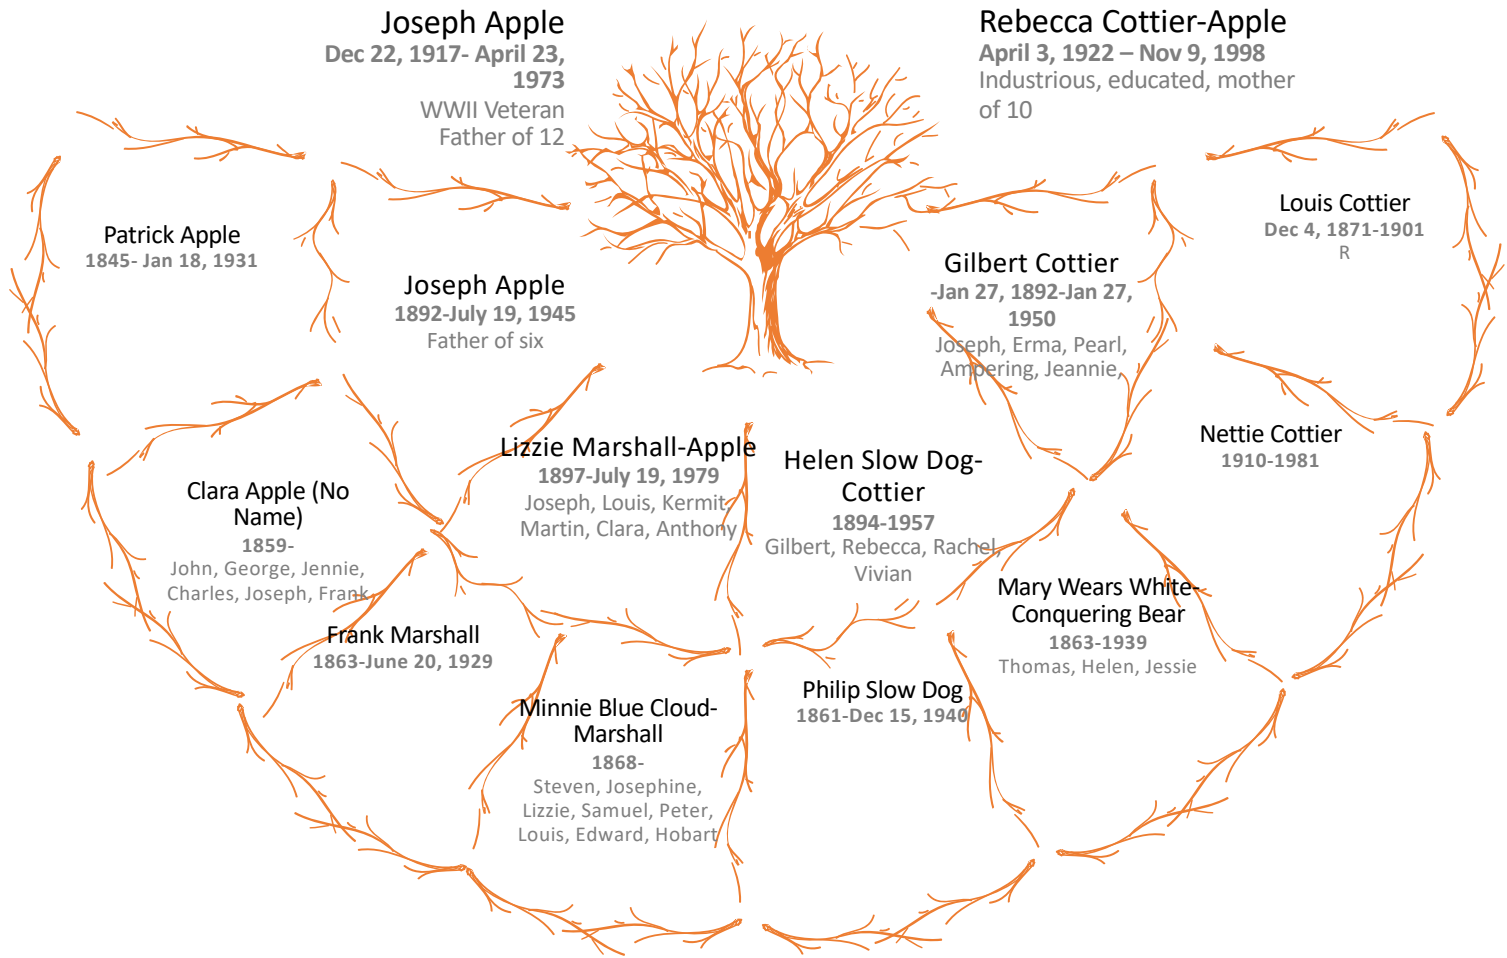 Joseph Apple
Dec 22, 1917- April 23,
1973
WWII Veteran
Father of 12
Rebecca Cottier-Apple
April 3, 1922 – Nov 9, 1998
Industrious, educated, mother
of 10
Patrick Apple
1845- Jan 18, 1931
Joseph Apple
1892-July 19, 1945
Father of six
Gilbert Cottier
-Jan 27, 1892-Jan 27,
1950
Joseph, Erma, Pearl,
Ampering, Jeannie,
Louis Cottier
Dec 4, 1871-1901
R
Clara Apple (No
Name)
1859-
John, George, Jennie,
Charles, Joseph, Frank
Lizzie Marshall-Apple
1897-July 19, 1979
Joseph, Louis, Kermit,
Martin, Clara, Anthony
Helen Slow Dog-
Cottier
1894-1957
Gilbert, Rebecca, Rachel,
Vivian
Nettie Cottier
1910-1981
Frank Marshall
1863-June 20, 1929
Minnie Blue Cloud-
Marshall
1868-
Steven, Josephine,
Lizzie, Samuel, Peter,
Louis, Edward, Hobart
Philip Slow Dog
1861-Dec 15, 1940
Mary Wears White-
Conquering Bear
1863-1939
Thomas, Helen, Jessie